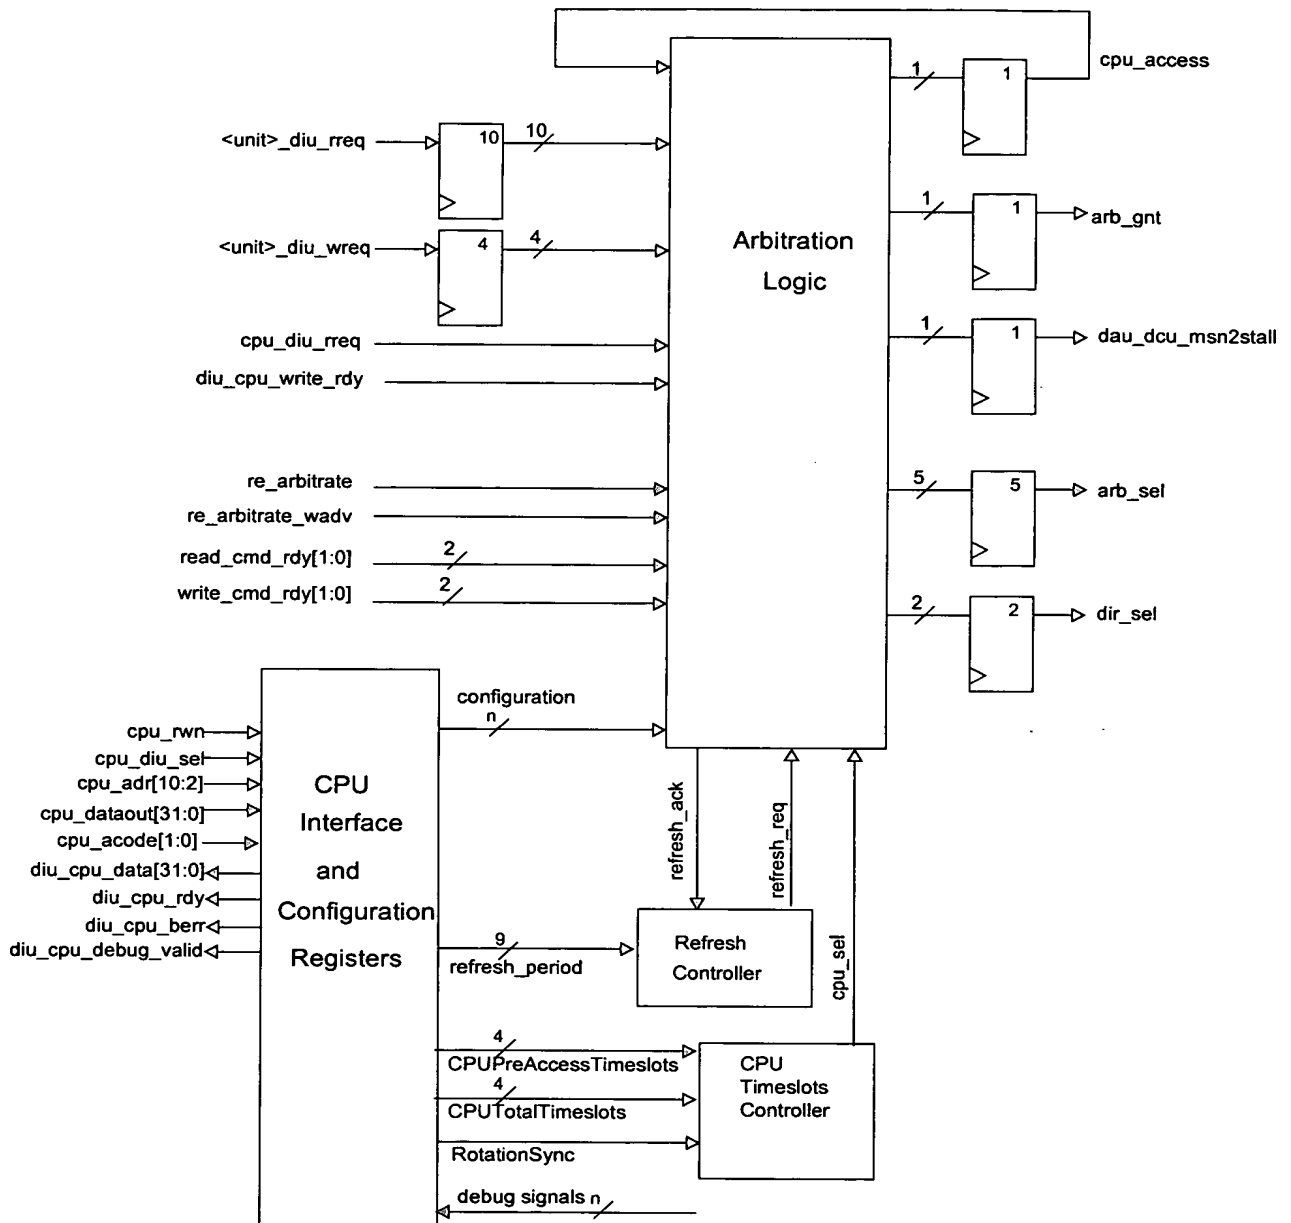 cpu_access
1
1
<unit>_diu_rreq
10
10
<unit>_diu_wreq
4
4
1
1
arb_gnt
Arbitration
Logic
cpu_diu_rreq
diu_cpu_write_rdy
1
1
dau_dcu_msn2stall
re_arbitrate
re_arbitrate_wadv
read_cmd_rdy[1:0]
2
write_cmd_rdy[1:0]
2
5
5
arb_sel
2
2
dir_sel
configuration
n
cpu_rwn
cpu_diu_sel
cpu_adr[10:2]
cpu_dataout[31:0]
cpu_acode[1:0]
diu_cpu_data[31:0]
diu_cpu_rdy
diu_cpu_berr
diu_cpu_debug_valid
CPU
Interface
and
Configuration
Registers
refresh_ack
refresh_req
cpu_sel
9
refresh_period
Refresh
Controller
4
CPUPreAccessTimeslots
4
CPUTotalTimeslots
RotationSync
CPU
Timeslots
Controller
debug signals n